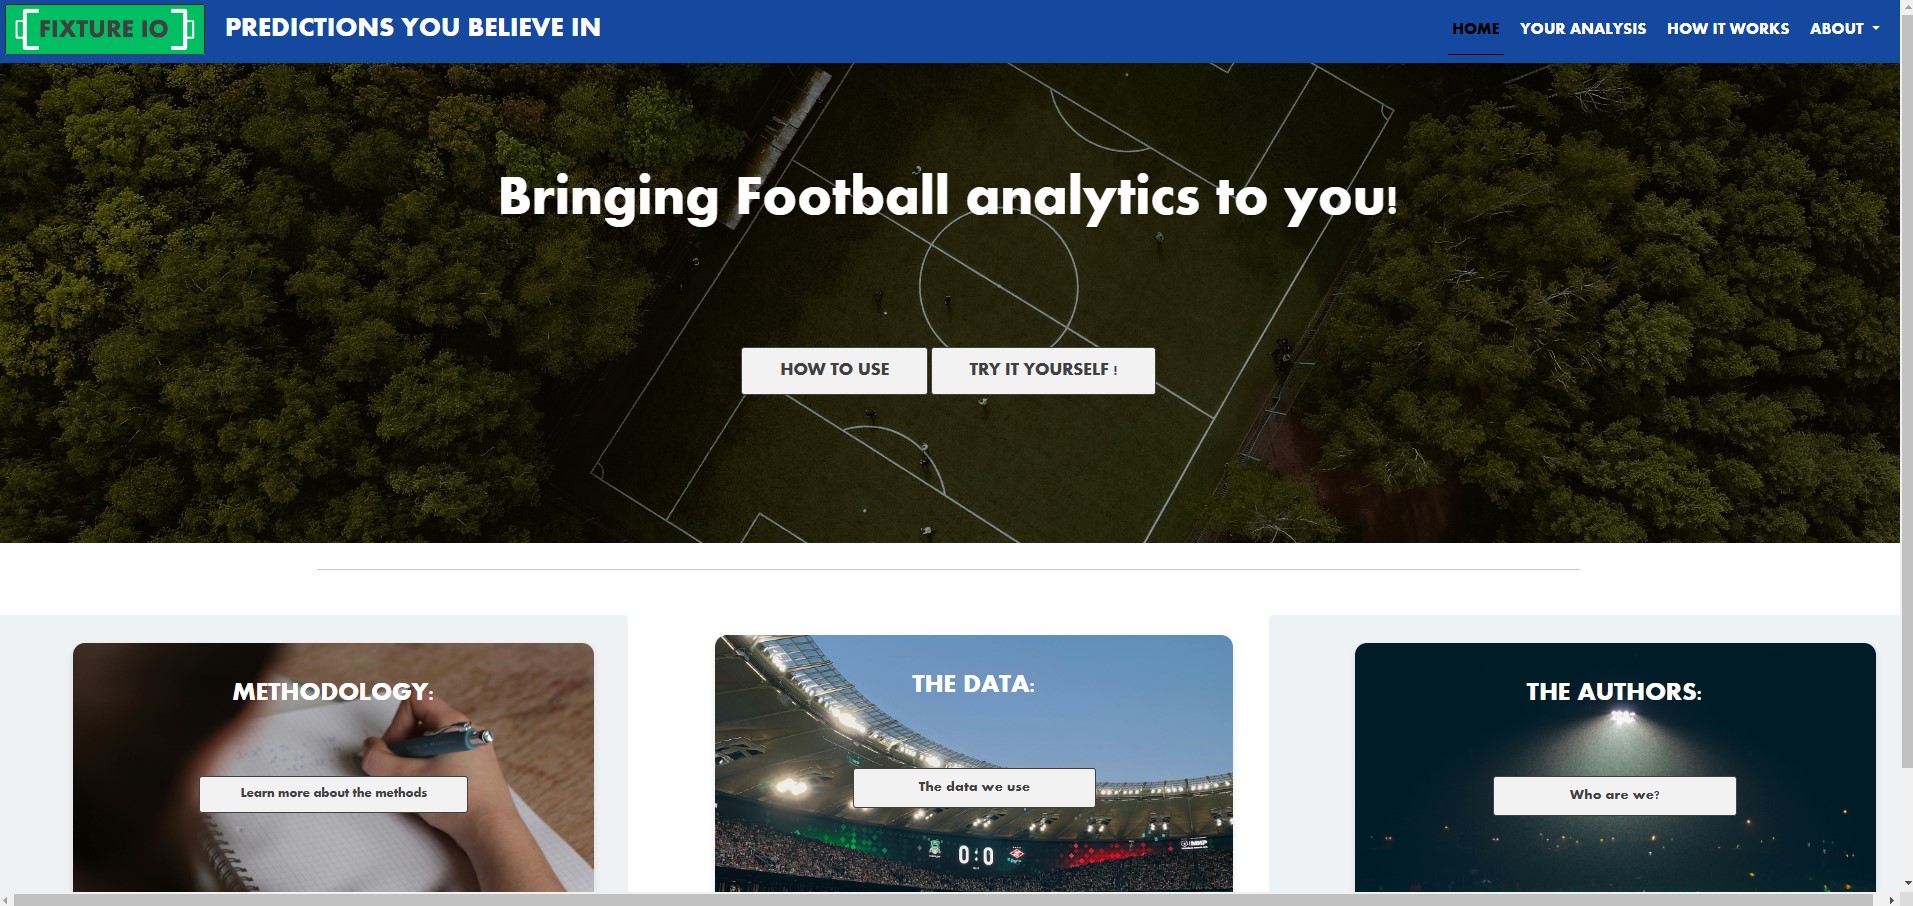 FIXTURE IO
PREDICTIONS YOU BELIEVE IN
HOME YOUR ANALYSIS HOW IT WORKS ABOUT
Bringing Football analytics to you!
HOW TO USE
TRY IT YOURSELF !
METHODOLOGY:
Learn more about the methods
THE DATA:
The data we use
0:0
THE AUTHORS:
Who are we?